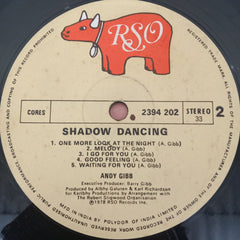 RSO
CORES
2394 202
STEREO 2
33
SHADOW DANCING
1. ONE MORE LOOK AT THE NIGHT (A. Gibb)
2. MELODY (A. Gibb)
3. I GO FOR YOU (A. Gibb)
4. GOOD FEELING (A. Gibb)
5. WAITING FOR YOU (A. Gibb)
ANDY GIBB
Executive Producer: Barry Gibb
Produced by Albhy Galuten & Karl Richardson
for Karlbhy Productions by Arrangement with
The Robert Stigwood Organisation
℗ 1978 RSO Records Inc.
MADE IN INDIA BY POLYDOR OF INDIA LIMITED